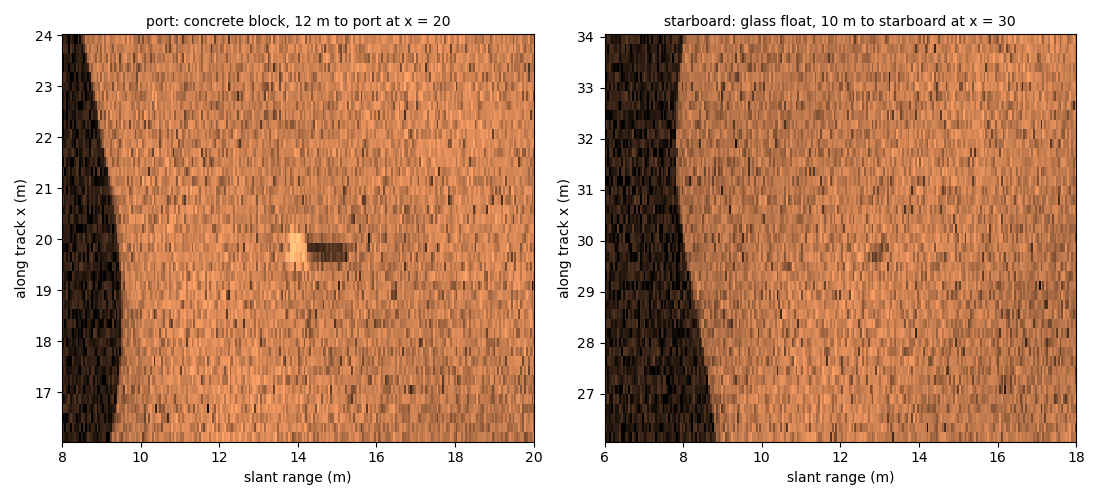 port: concrete block, 12 m to port at x = 20
24
23
22
21
20
19
18
17
along track x (m)
8 10 12 14 16 18 20
slant range (m)
starboard: glass float, 10 m to starboard at x = 30
34
33
32
31
30
29
28
27
along track x (m)
6 8 10 12 14 16 18
slant range (m)